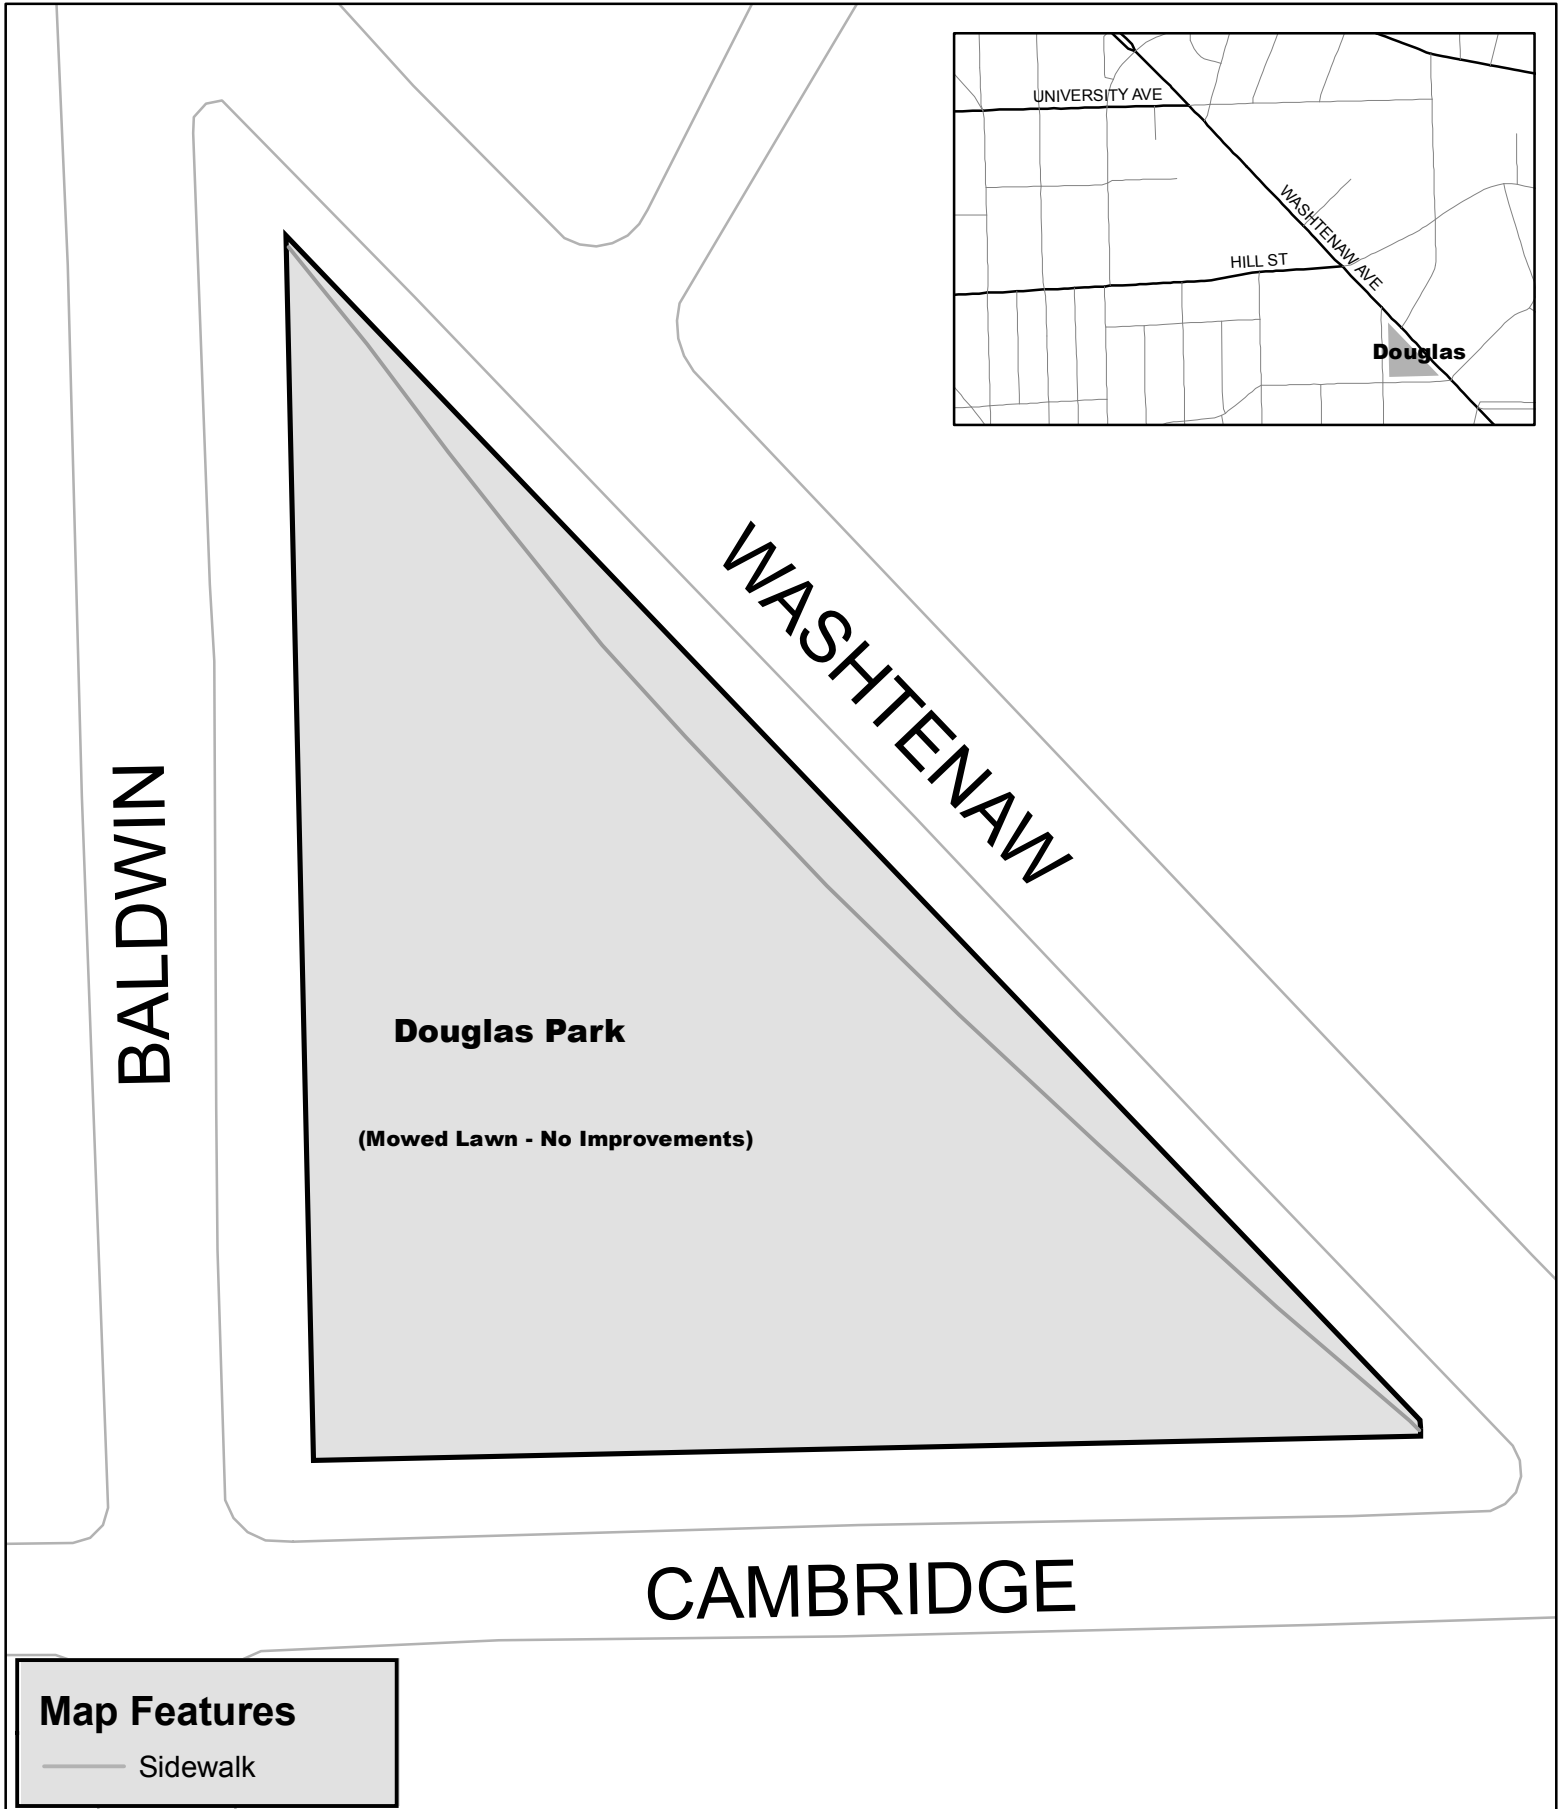 UNIVERSITY AVE
WASHTENAW AVE
HILL ST
Douglas
WASHTENAW
BALDWIN
Douglas Park
(Mowed Lawn - No Improvements)
CAMBRIDGE
Map Features
Sidewalk